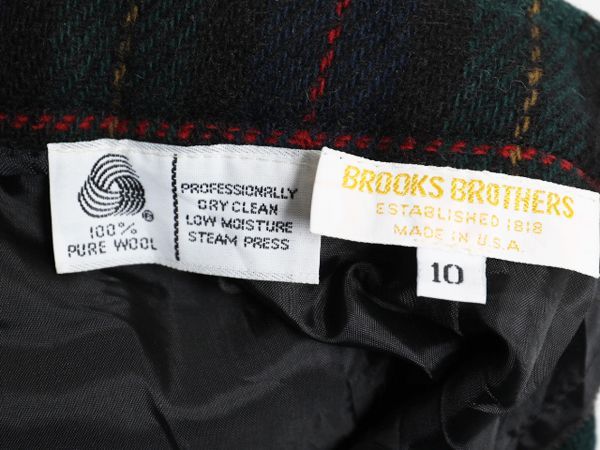 100%
PURE WOOL
PROFESSIONALLY
DRY CLEAN
LOW MOISTURE
STEAM PRESS
BROOKS BROTHERS
ESTABLISHED 1818
MADE IN U.S.A.
10